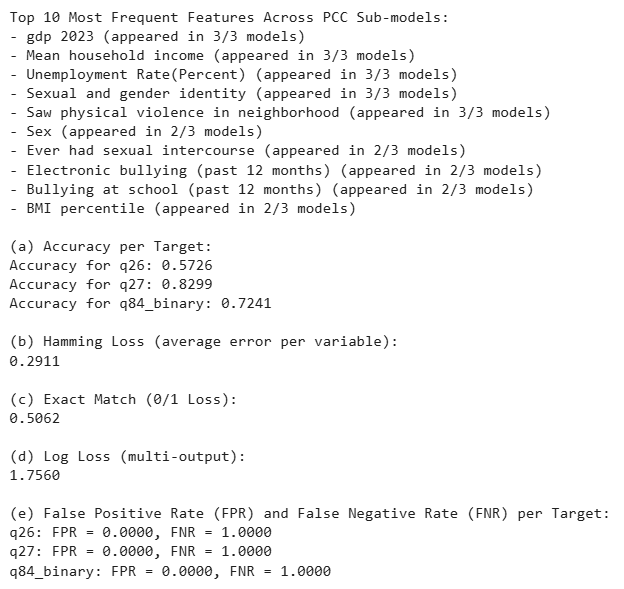 Top 10 Most Frequent Features Across PCC Sub-models:
- gdp 2023 (appeared in 3/3 models)
- Mean household income (appeared in 3/3 models)
- Unemployment Rate(Percent) (appeared in 3/3 models)
- Sexual and gender identity (appeared in 3/3 models)
- Saw physical violence in neighborhood (appeared in 3/3 models)
- Sex (appeared in 2/3 models)
- Ever had sexual intercourse (appeared in 2/3 models)
- Electronic bullying (past 12 months) (appeared in 2/3 models)
- Bullying at school (past 12 months) (appeared in 2/3 models)
- BMI percentile (appeared in 2/3 models)
(a) Accuracy per Target:
Accuracy for q26: 0.5726
Accuracy for q27: 0.8299
Accuracy for q84_binary: 0.7241
(b) Hamming Loss (average error per variable):
0.2911
(c) Exact Match (0/1 Loss):
0.5062
(d) Log Loss (multi-output):
1.7560
(e) False Positive Rate (FPR) and False Negative Rate (FNR) per Target:
q26: FPR = 0.0000, FNR = 1.0000
q27: FPR = 0.0000, FNR = 1.0000
q84_binary: FPR = 0.0000, FNR = 1.0000